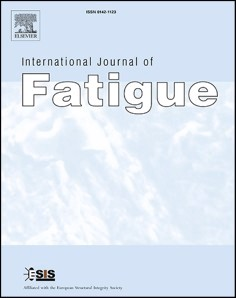 ELSEVIER
ISSN 0142-1123
International Journal of
Fatigue
ESIS
Affiliated with the European Structural Integrity Society